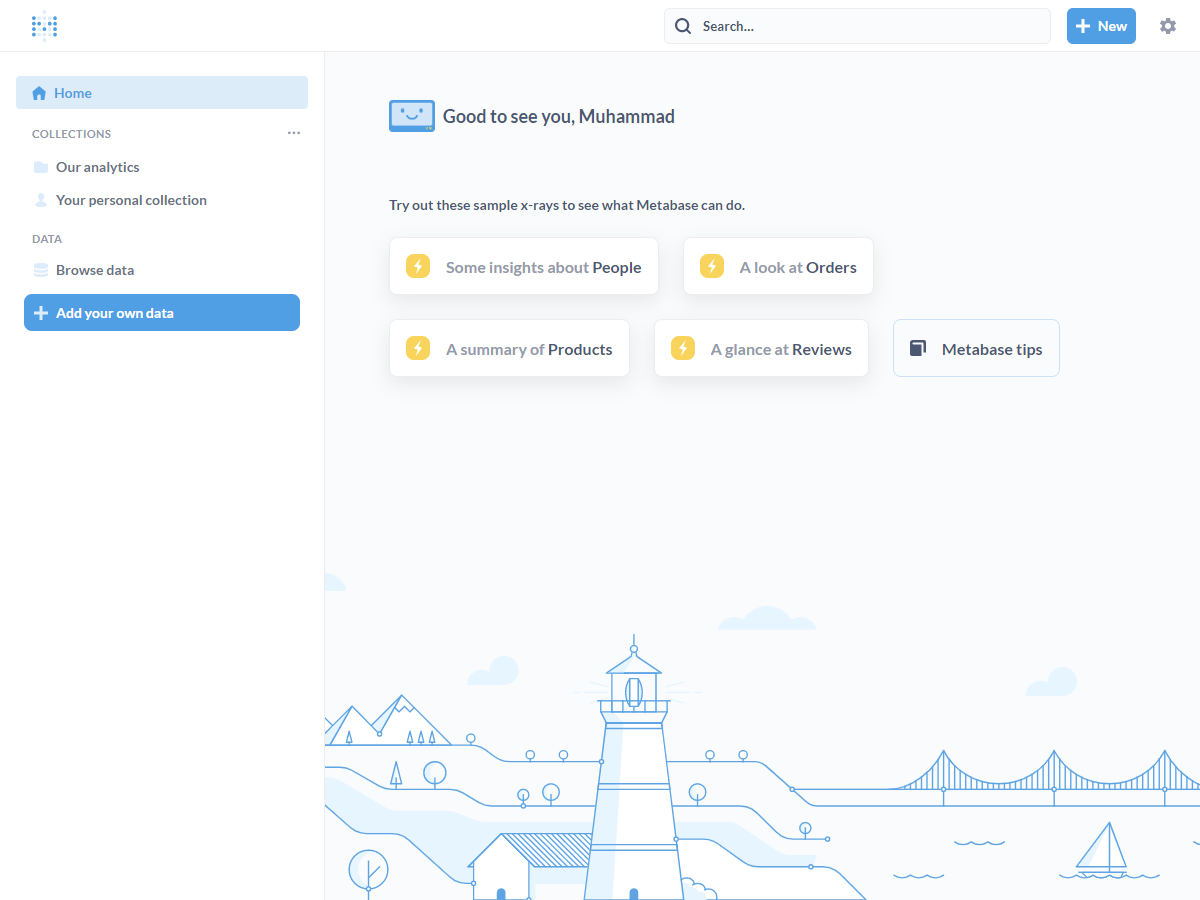 Search...
New
Home
COLLECTIONS
Our analytics
Your personal collection
DATA
Browse data
Add your own data
Good to see you, Muhammad
Try out these sample x-rays to see what Metabase can do.
Some insights about People
A look at Orders
A summary of Products
A glance at Reviews
Metabase tips